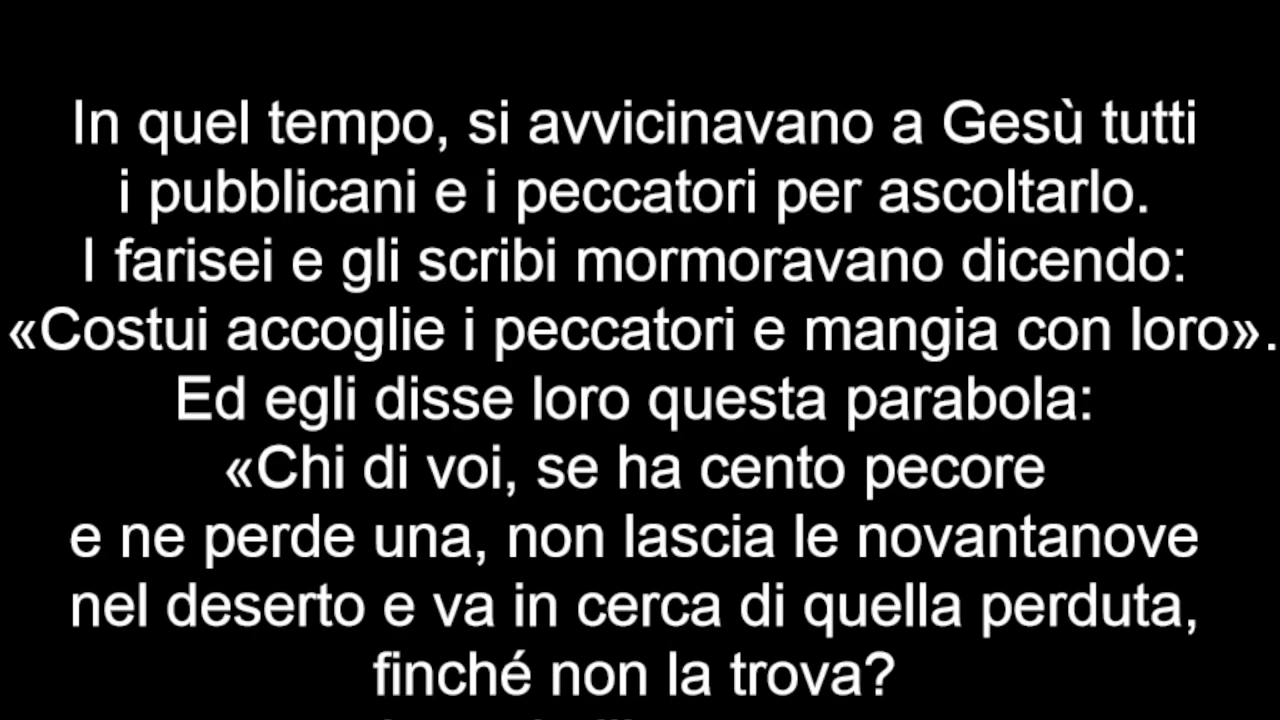 In quel tempo, si avvicinavano a Gesù tutti
i pubblicani e i peccatori per ascoltarlo.
I farisei e gli scribi mormoravano dicendo:
«Costui accoglie i peccatori e mangia con loro».
Ed egli disse loro questa parabola:
«Chi di voi, se ha cento pecore
e ne perde una, non lascia le novantanove
nel deserto e va in cerca di quella perduta,
finché non la trova?